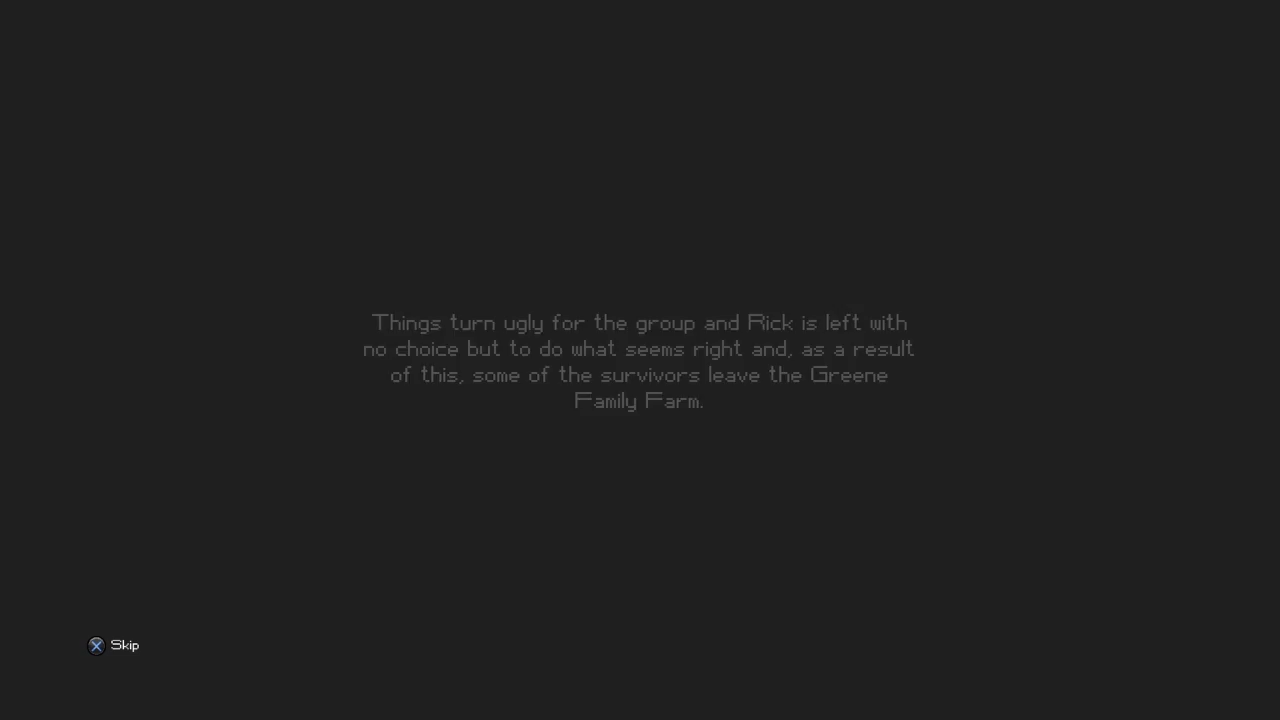 Things turn ugly for the group and Rick is left with
no choice but to do what seems right and, as a result
of this, some of the survivors leave the Greene
Family Farm.
Skip